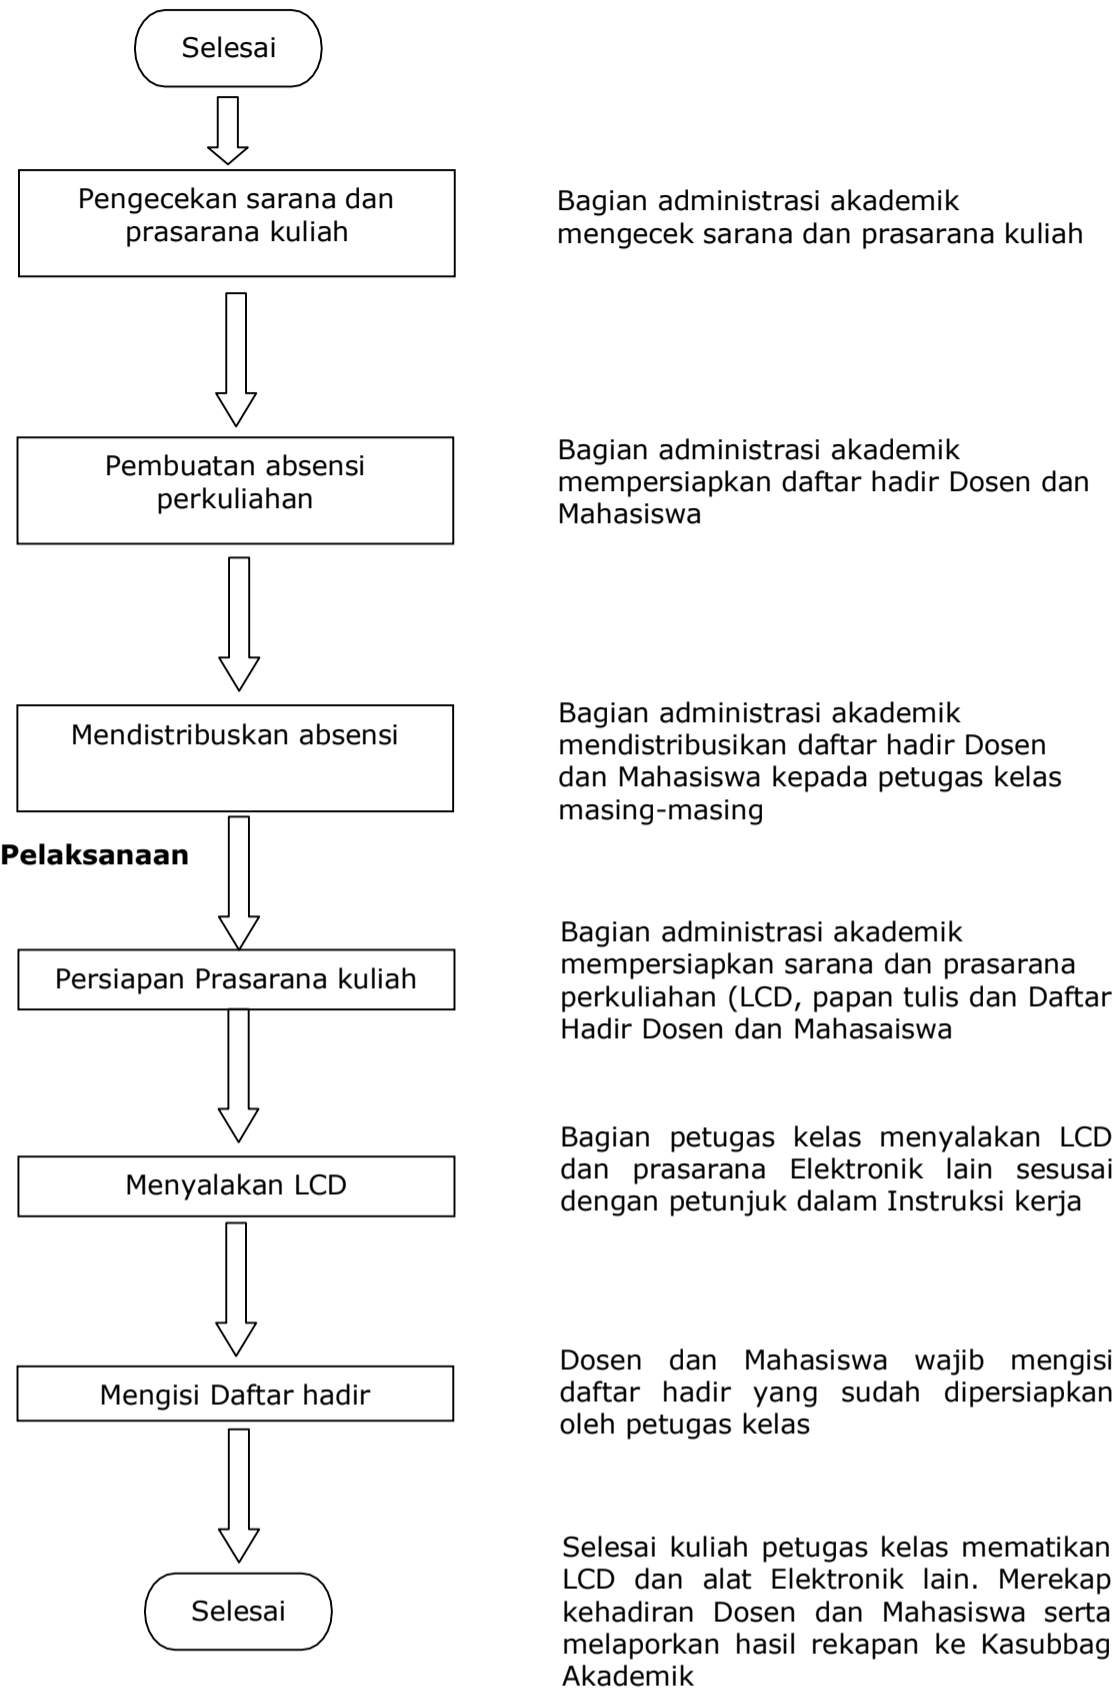 Selesai
Pengecekan sarana dan
prasarana kuliah
Bagian administrasi akademik
mengecek sarana dan prasarana kuliah
Pembuatan absensi
perkuliahan
Bagian administrasi akademik
mempersiapkan daftar hadir Dosen dan
Mahasiswa
Mendistribuskan absensi
Bagian administrasi akademik
mendistribusikan daftar hadir Dosen
dan Mahasiswa kepada petugas kelas
masing-masing
Pelaksanaan
Persiapan Prasarana kuliah
Bagian administrasi akademik
mempersiapkan sarana dan prasarana
perkuliahan (LCD, papan tulis dan Daftar
Hadir Dosen dan Mahasaiswa
Menyalakan LCD
Bagian petugas kelas menyalakan LCD
dan prasarana Elektronik lain sesusai
dengan petunjuk dalam Instruksi kerja
Mengisi Daftar hadir
Dosen dan Mahasiswa wajib mengisi
daftar hadir yang sudah dipersiapkan
oleh petugas kelas
Selesai
Selesai kuliah petugas kelas mematikan
LCD dan alat Elektronik lain. Merekap
kehadiran Dosen dan Mahasiswa serta
melaporkan hasil rekapan ke Kasubbag
Akademik